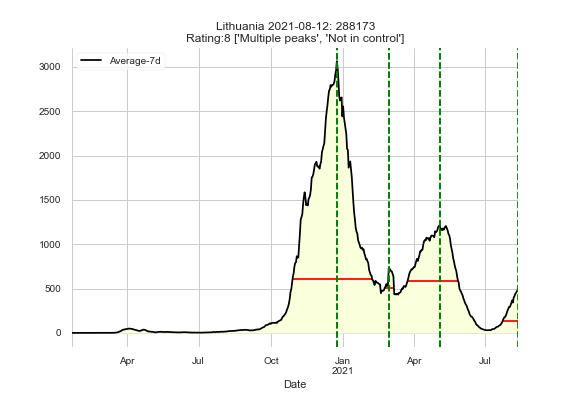 Lithuania 2021-08-12: 288173
Rating:8 ['Multiple peaks', 'Not in control']
Average-7d
3000
2500
2000
1500
1000
500
0
Apr Jul Oct Jan Apr Jul
2021
Date